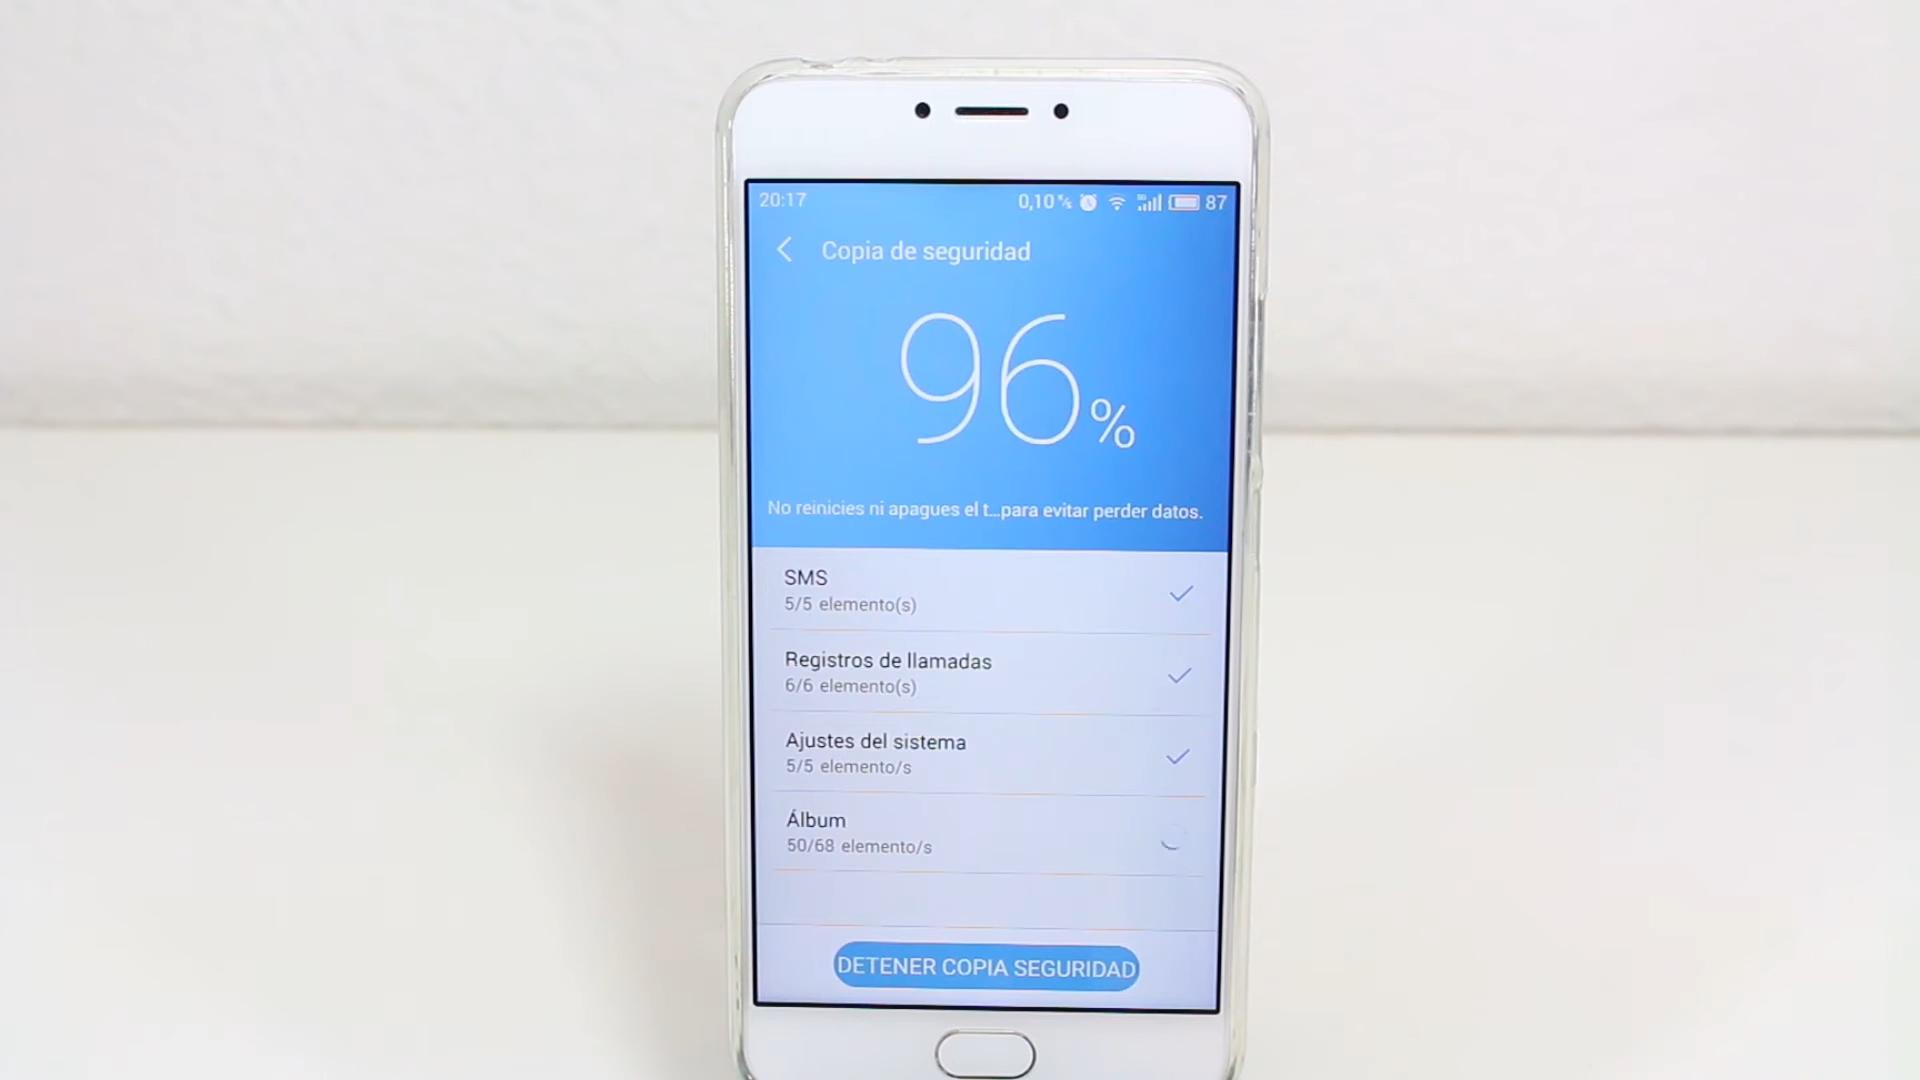 20:17 0,10 ᴷ/s 87
Copia de seguridad
96%
No reinicies ni apagues el t...para evitar perder datos.
SMS
5/5 elemento(s)
Registros de llamadas
6/6 elemento(s)
Ajustes del sistema
5/5 elemento/s
Álbum
50/68 elemento/s
DETENER COPIA SEGURIDAD